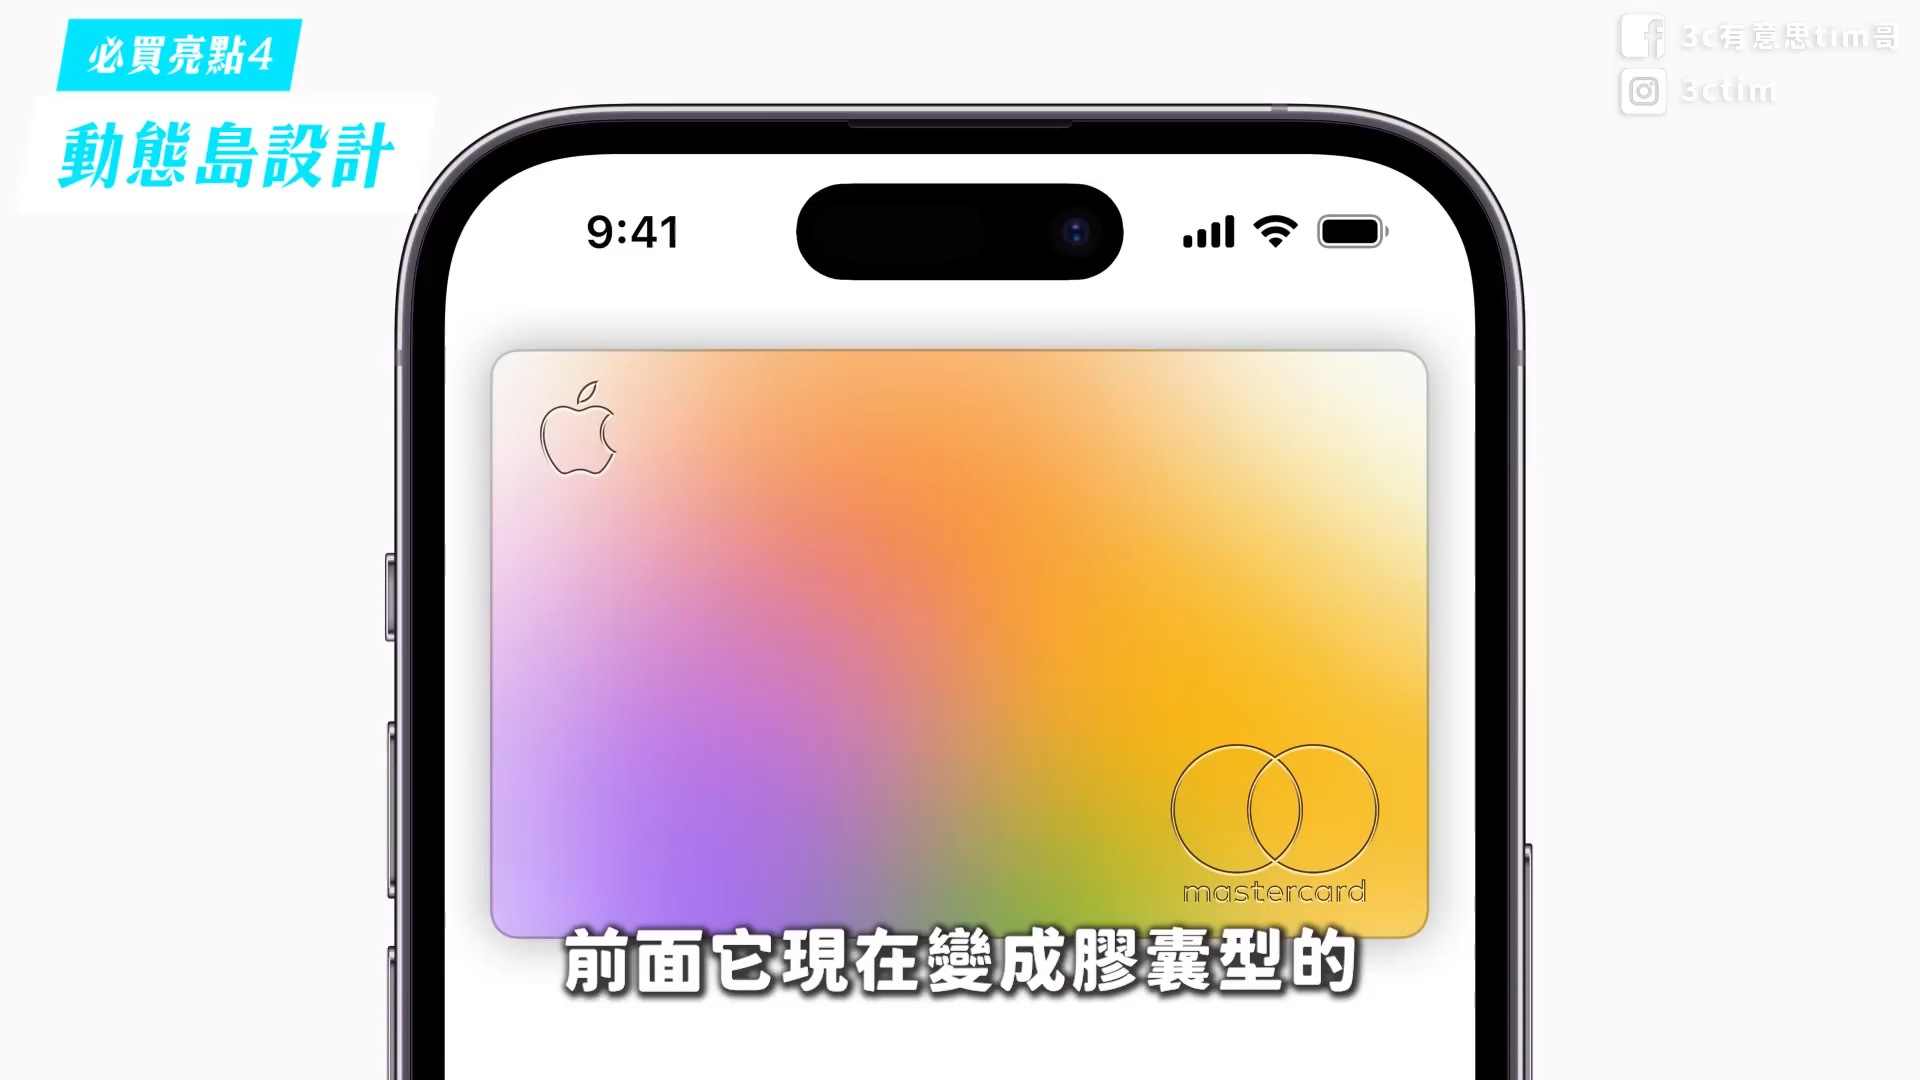 必買亮點4
動態島設計
3c有意思tim哥
3ctim
9:41
mastercard
前面它現在變成膠囊型的